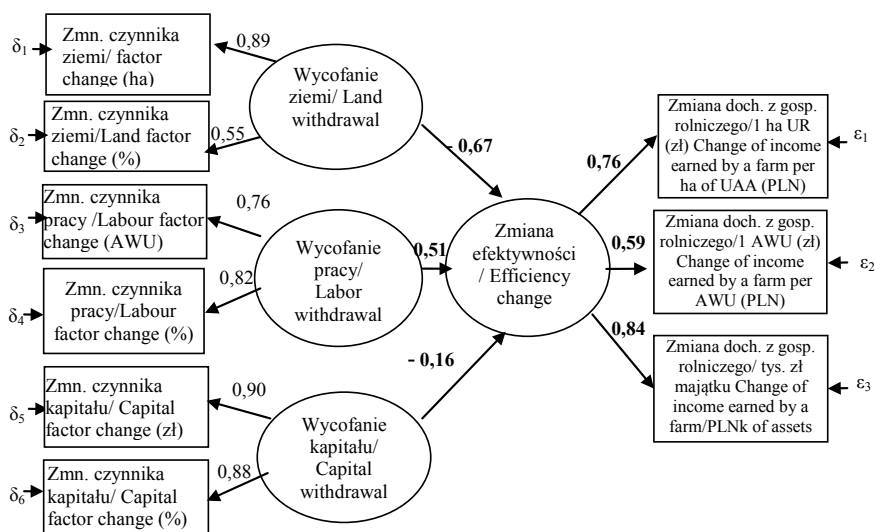 δ1
Zmn. czynnika
ziemi/ factor
change (ha)
0,89
δ2
Zmn. czynnika
ziemi/Land factor
change (%)
0,55
Wycofanie
ziemi/ Land
withdrawal
- 0,67
δ3
Zmn. czynnika
pracy /Labour factor
change (AWU)
0,76
δ4
Zmn. czynnika
pracy/Labour
factor change (%)
0,82
Wycofanie
pracy/
Labor
withdrawal
0,51
δ5
Zmn. czynnika
kapitału/ Capital
factor change (zł)
0,90
δ6
Zmn. czynnika
kapitału/ Capital
factor change (%)
0,88
Wycofanie
kapitału/
Capital
withdrawal
- 0,16
Zmiana
efektywności
/ Efficiency
change
0,76
Zmiana doch. z gosp.
rolniczego/1 ha UR
(zł) Change of income
earned by a farm per
ha of UAA (PLN)
ε1
0,59
Zmiana doch. z gosp.
rolniczego/1 AWU (zł)
Change of income
earned by a farm per
AWU (PLN)
ε2
0,84
Zmiana doch. z gosp.
rolniczego/ tys. zł
majątku Change of
income earned by a
farm/PLNk of assets
ε3